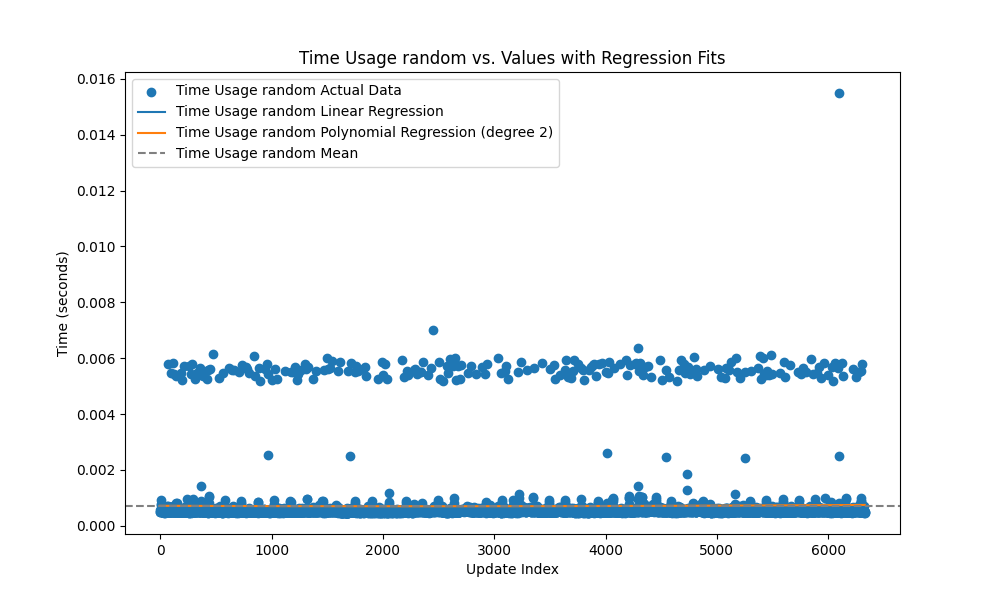 Time Usage random vs. Values with Regression Fits
Time Usage random Actual Data
Time Usage random Linear Regression
Time Usage random Polynomial Regression (degree 2)
Time Usage random Mean
Time (seconds)
0.016
0.014
0.012
0.010
0.008
0.006
0.004
0.002
0.000
0 1000 2000 3000 4000 5000 6000
Update Index